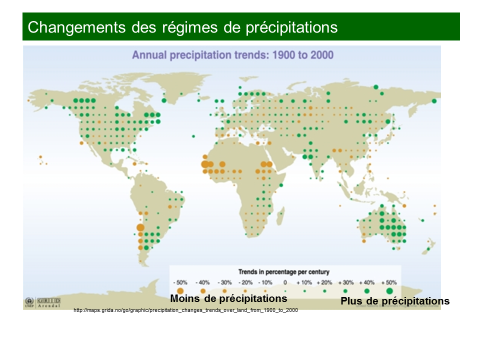 Changements des régimes de précipitations
Annual precipitation trends: 1900 to 2000
Trends in percentage per century
- 50% - 40% - 30% - 20% - 10% 0 + 10% + 20% + 30% + 40% + 50%
Moins de précipitations
Plus de précipitations
http://maps.grida.no/go/graphic/precipitation_changes_trends_over_land_from_1900_to_2000